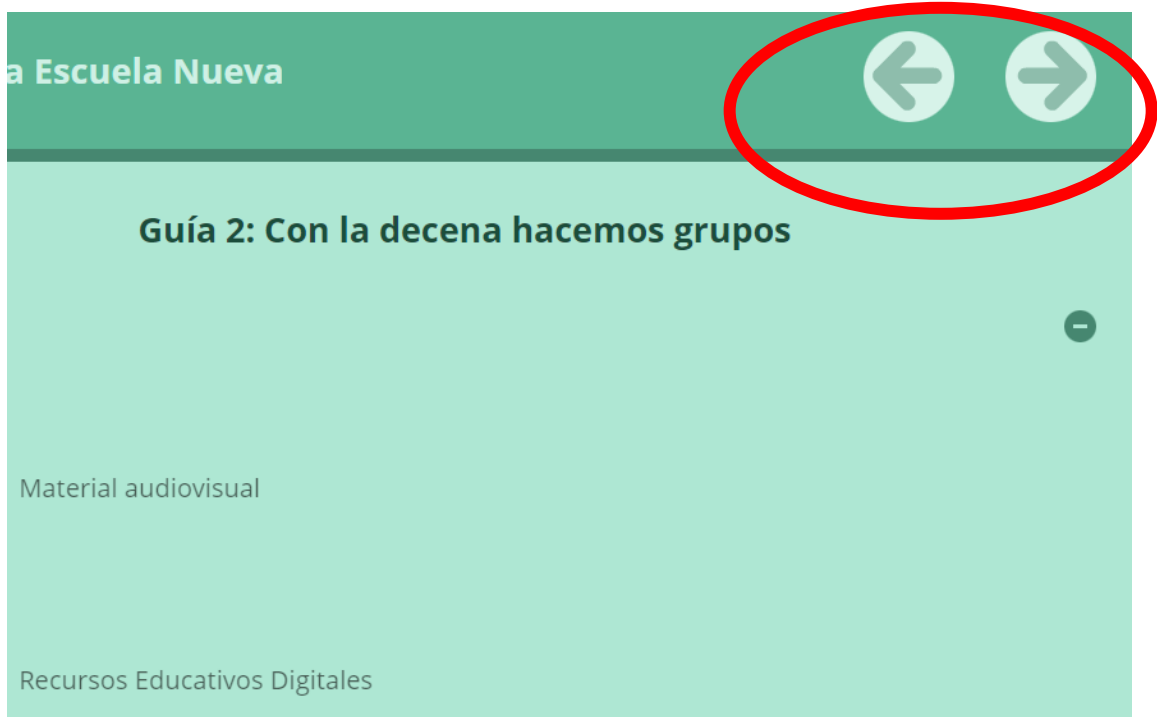 a Escuela Nueva
Guía 2: Con la decena hacemos grupos
Material audiovisual
Recursos Educativos Digitales